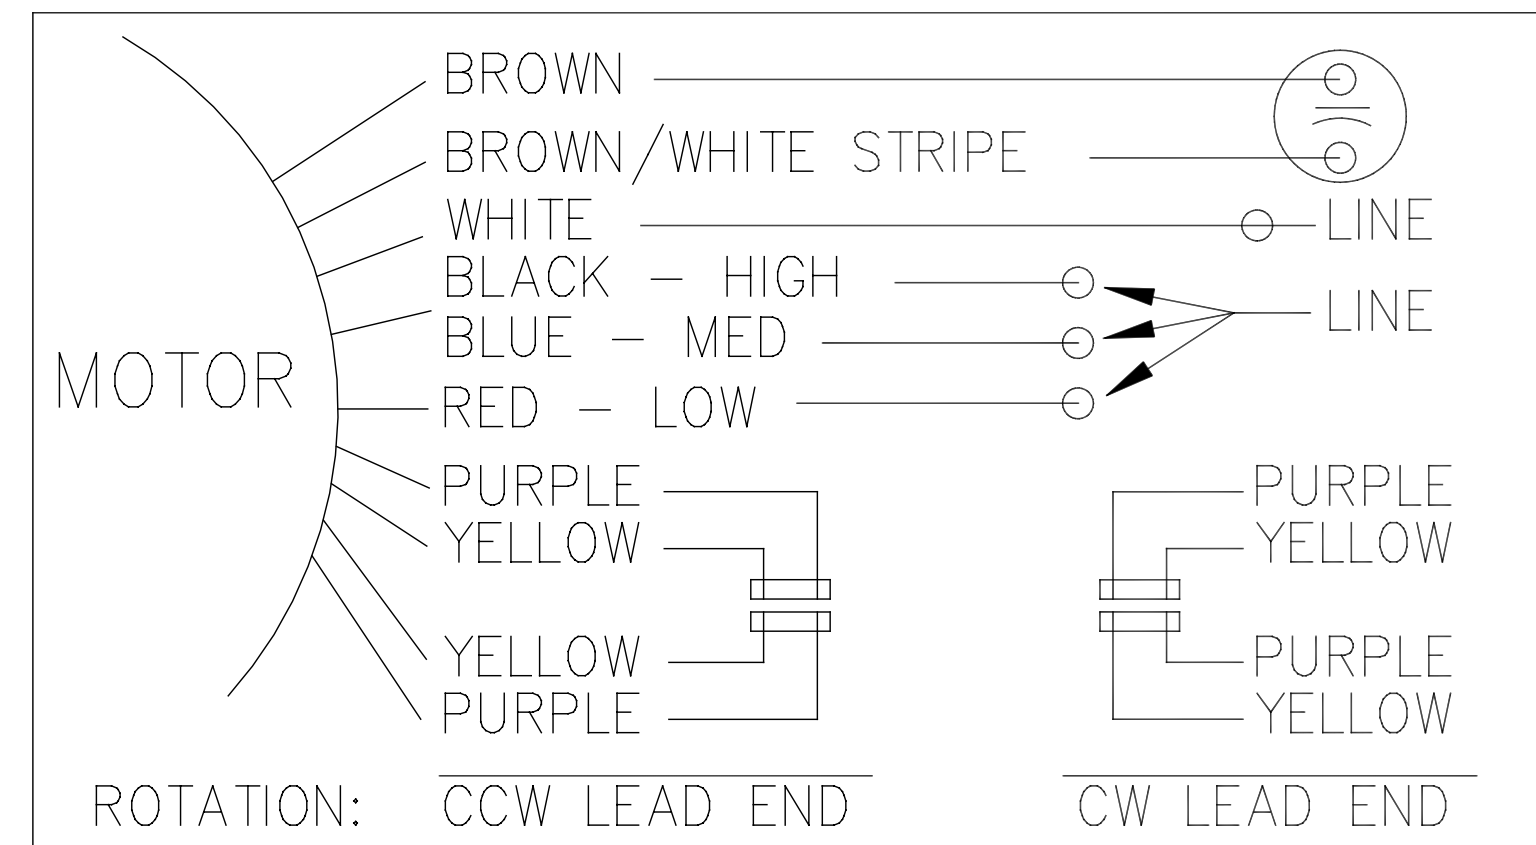 BROWN
BROWN/WHITE STRIPE
WHITE LINE
BLACK - HIGH
BLUE - MED LINE
MOTOR
RED - LOW
PURPLE PURPLE
YELLOW YELLOW
YELLOW PURPLE
PURPLE YELLOW
ROTATION: CCW LEAD END CW LEAD END